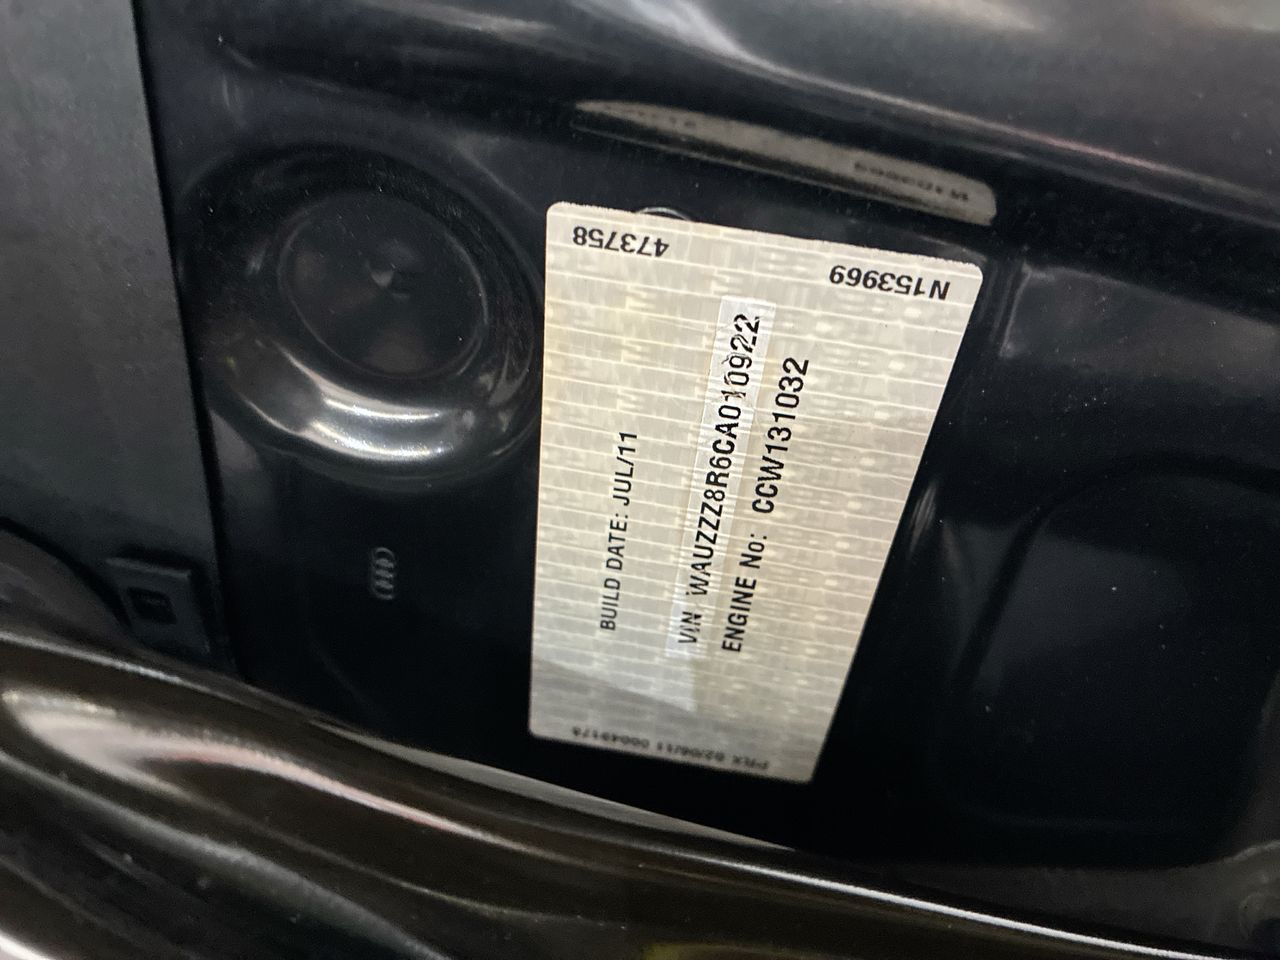 473758
N153969
BUILD DATE: JUL/11
VIN WAUZZZ8R6CA010922
ENGINE No: CCW131032